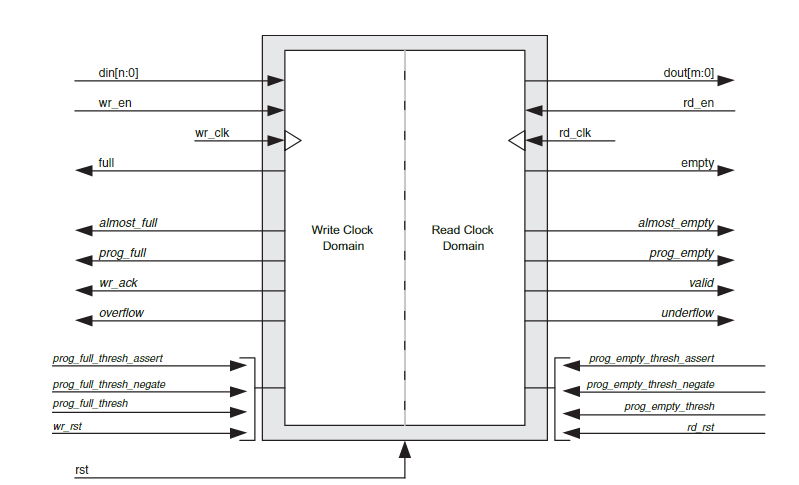 din[n:0]
dout[m:0]
wr_en
rd_en
wr_clk
rd_clk
full
empty
almost_full
Write Clock
Domain
Read Clock
Domain
almost_empty
prog_full
prog_empty
wr_ack
valid
overflow
underflow
prog_full_thresh_assert
prog_empty_thresh_assert
prog_full_thresh_negate
prog_empty_thresh_negate
prog_full_thresh
prog_empty_thresh
wr_rst
rd_rst
rst